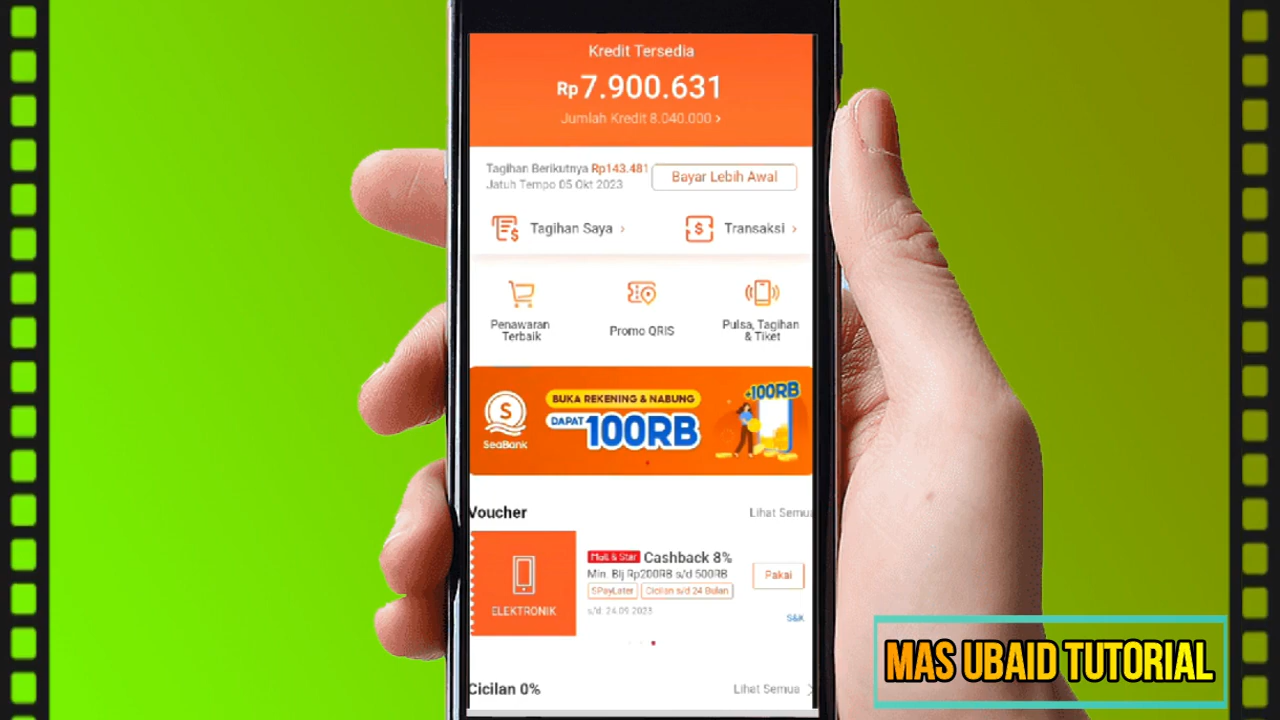 Kredit Tersedia
Rp7.900.631
Jumlah Kredit 8.040.000 >
Tagihan Berikutnya Rp143.481
Jatuh Tempo 05 Okt 2023
Bayar Lebih Awal
Tagihan Saya >
Transaksi >
Penawaran
Terbaik
Promo QRIS
Pulsa, Tagihan
& Tiket
SeaBank
BUKA REKENING & NABUNG
DAPAT 100RB
+100RB
Voucher
Lihat Semua
ELEKTRONIK
Mall & Star Cashback 8%
Min. Blj Rp200RB s/d 500RB
SPayLater
Cicilan s/d 24 Bulan
s/d: 24.09.2023
Pakai
S&K
Cicilan 0%
Lihat Semua >
MAS UBAID TUTORIAL